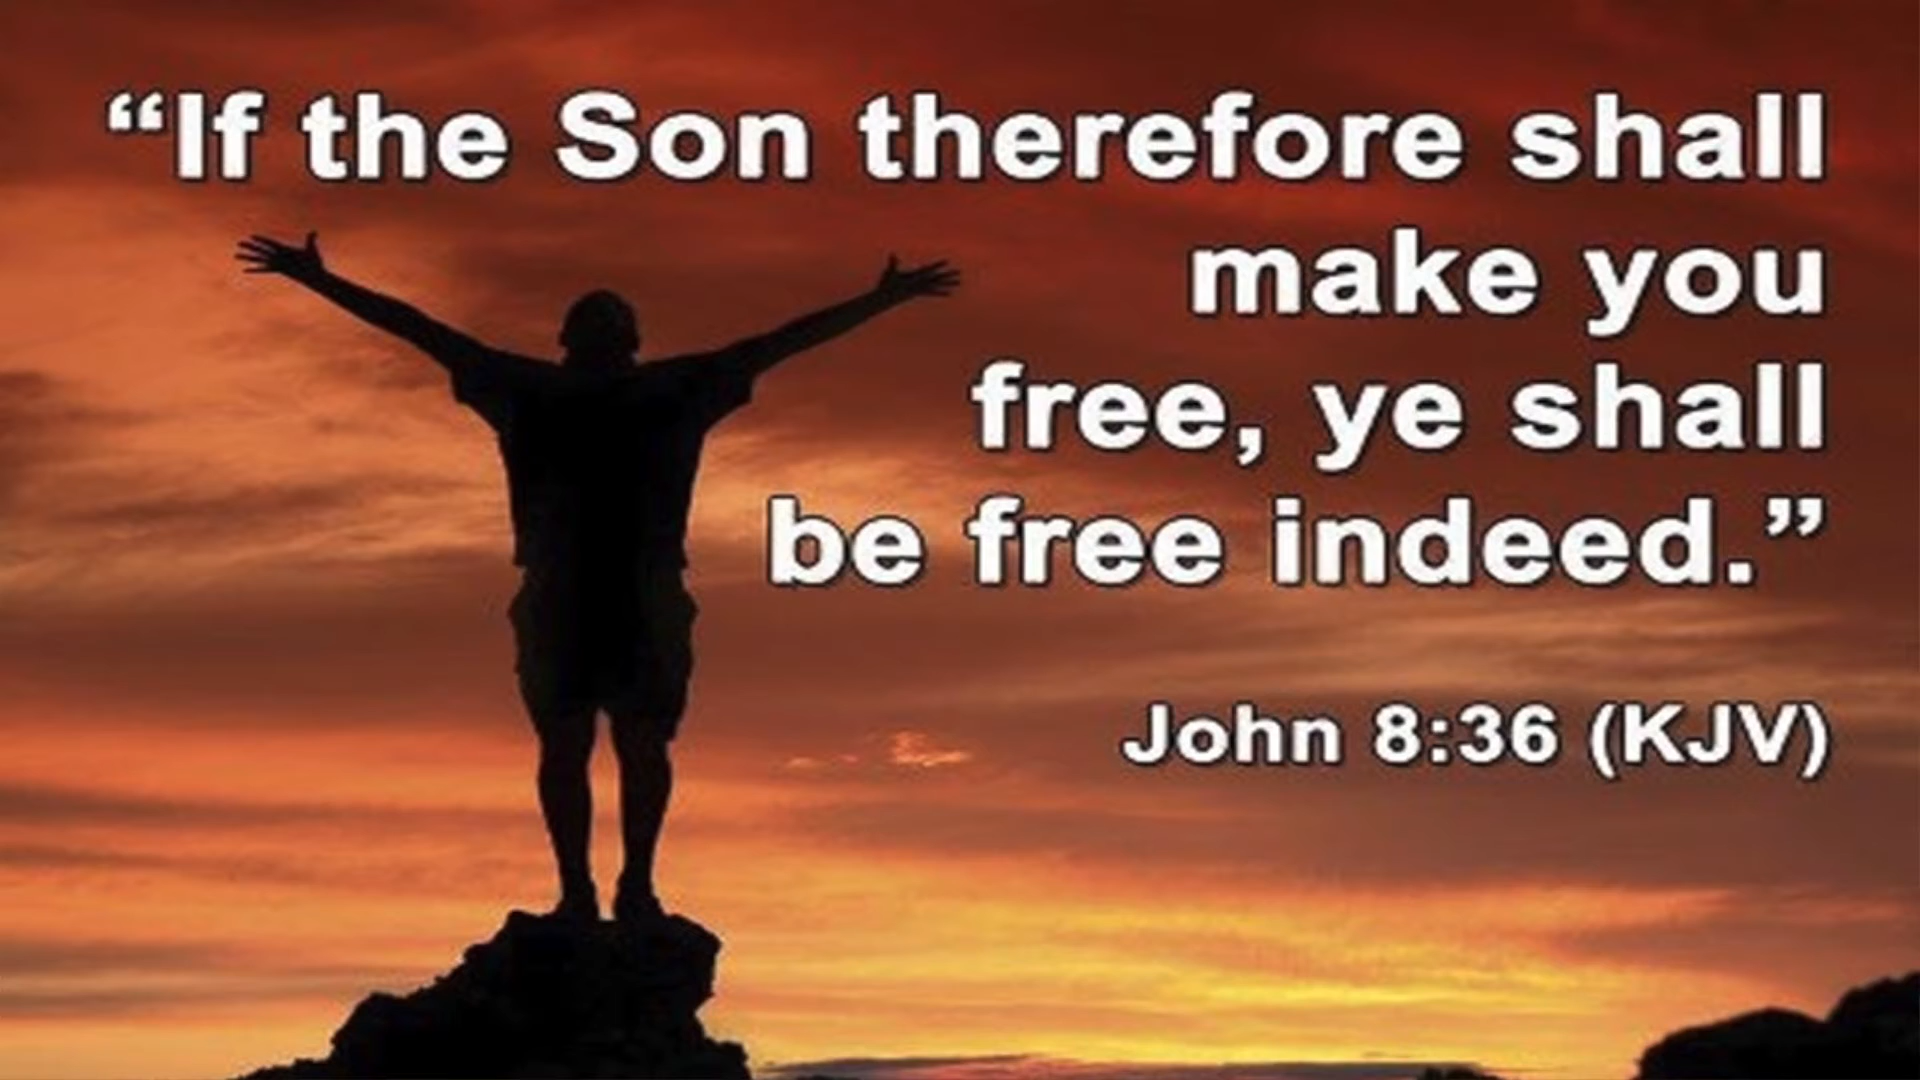 “If the Son therefore shall
make you
free, ye shall
be free indeed.”
John 8:36 (KJV)